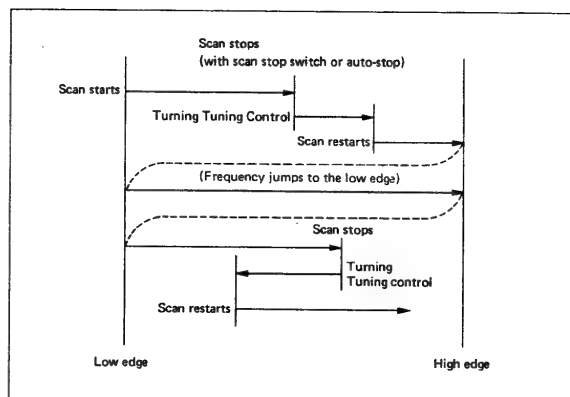 Scan stops
(with scan stop switch or auto-stop)
Scan starts
Turning Tuning Control
Scan restarts
(Frequency jumps to the low edge)
Scan stops
Turning
Tuning control
Scan restarts
Low edge
High edge